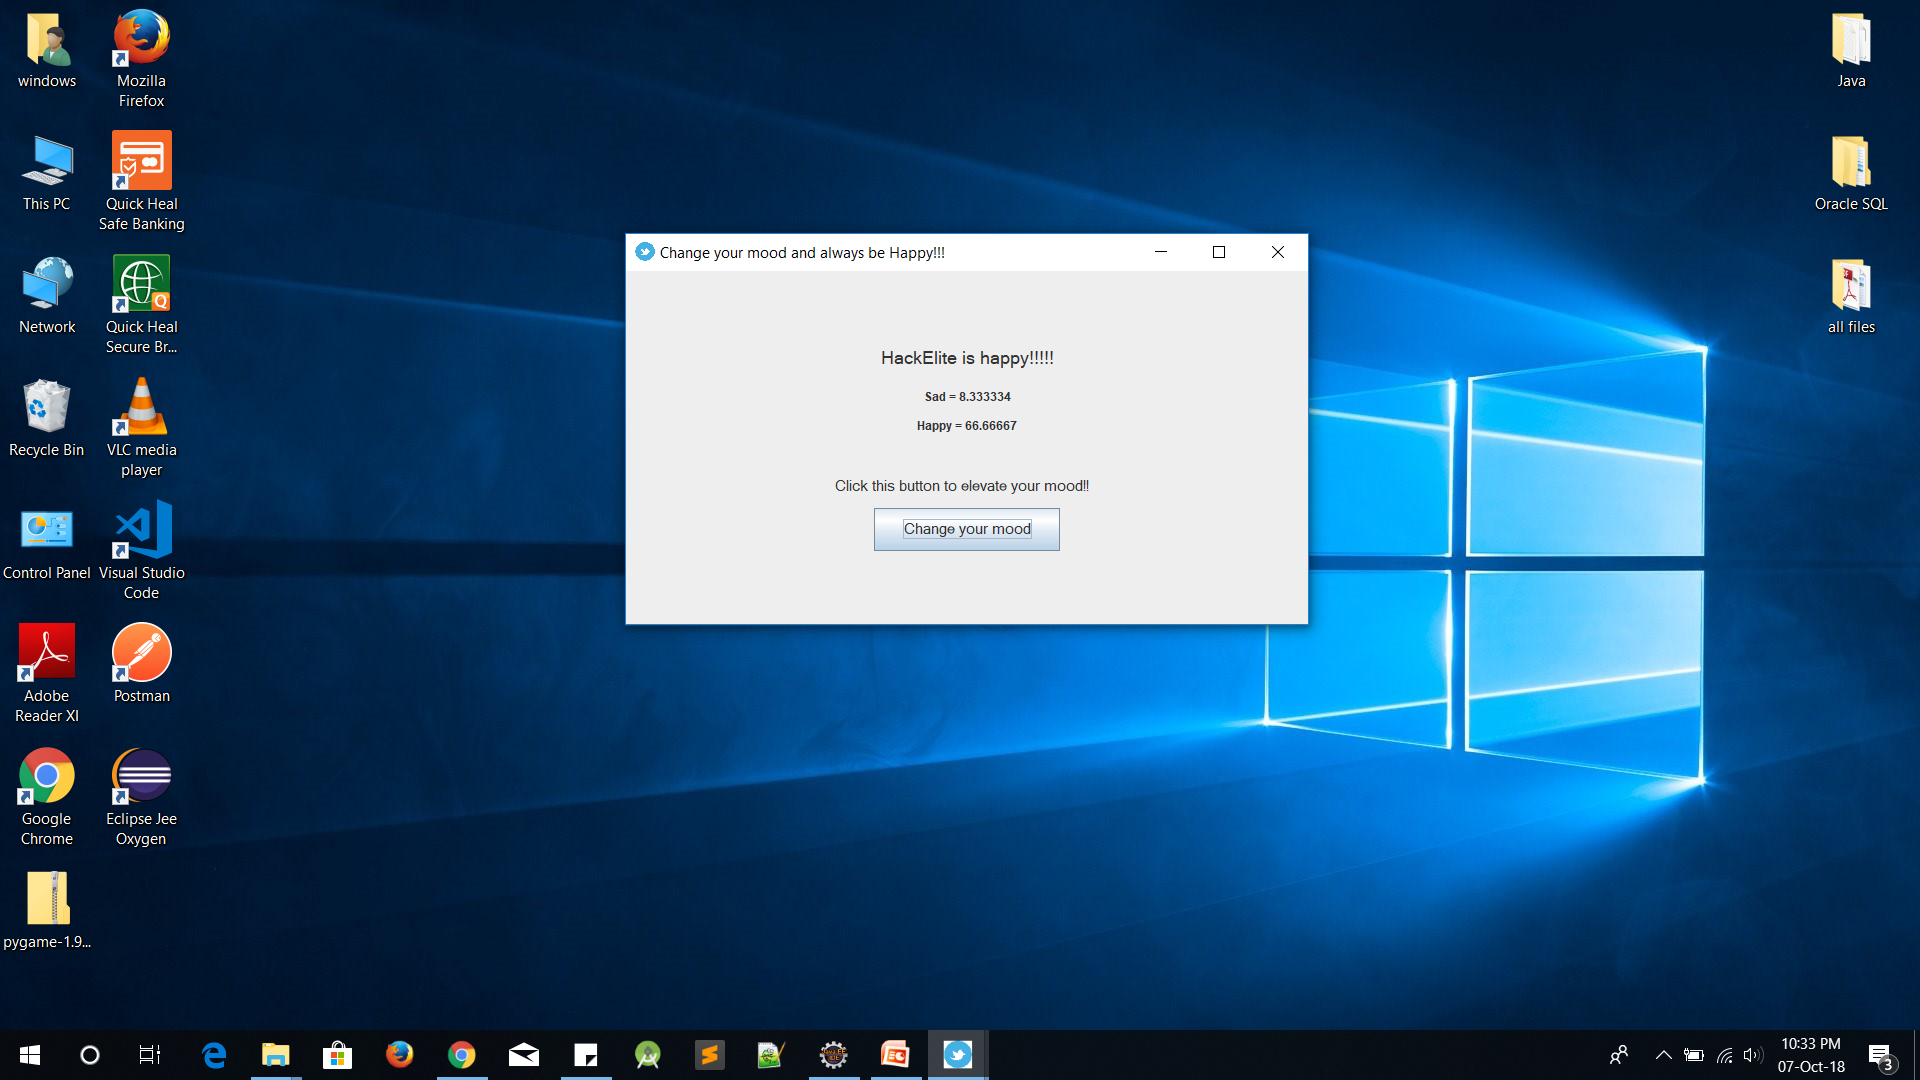 windows
Mozilla
Firefox
This PC
Quick Heal
Safe Banking
Network
Quick Heal
Secure Br...
Recycle Bin
VLC media
player
Control Panel
Visual Studio
Code
Adobe
Reader XI
Postman
Google
Chrome
Eclipse Jee
Oxygen
pygame-1.9...
Java
Oracle SQL
all files
Change your mood and always be Happy!!!
HackElite is happy!!!!!
Sad = 8.333334
Happy = 66.66667
Click this button to elevate your mood!!
Change your mood
10:33 PM
07-Oct-18
3